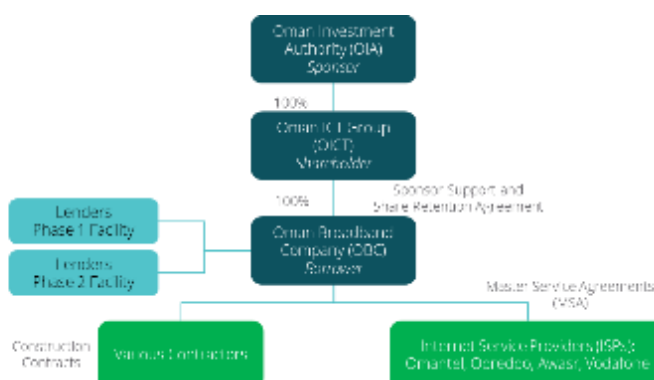 Oman Investment
Authority (OIA)
Sponsor
100%
Oman ICT Group
(OICT)
Shareholder
100%
Sponsor Support and
Share Retention Agreement
Lenders
Phase 1 Facility
Lenders
Phase 2 Facility
Oman Broadband
Company (OBC)
Borrower
Master Service Agreements
(MSA)
Construction
Contracts
Various Contractors
Internet Service Providers (ISPs):
Omantel, Ooredoo, Awasr, Vodafone